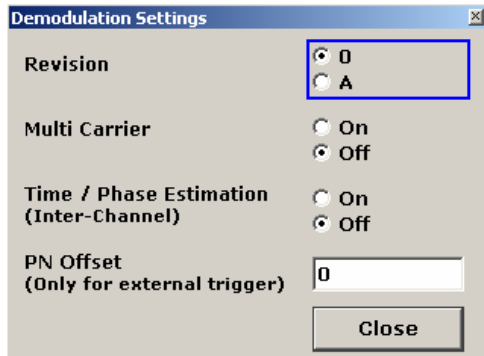 Demodulation Settings
Revision
0
A
Multi Carrier
On
Off
Time / Phase Estimation
(Inter-Channel)
On
Off
PN Offset
(Only for external trigger)
0
Close